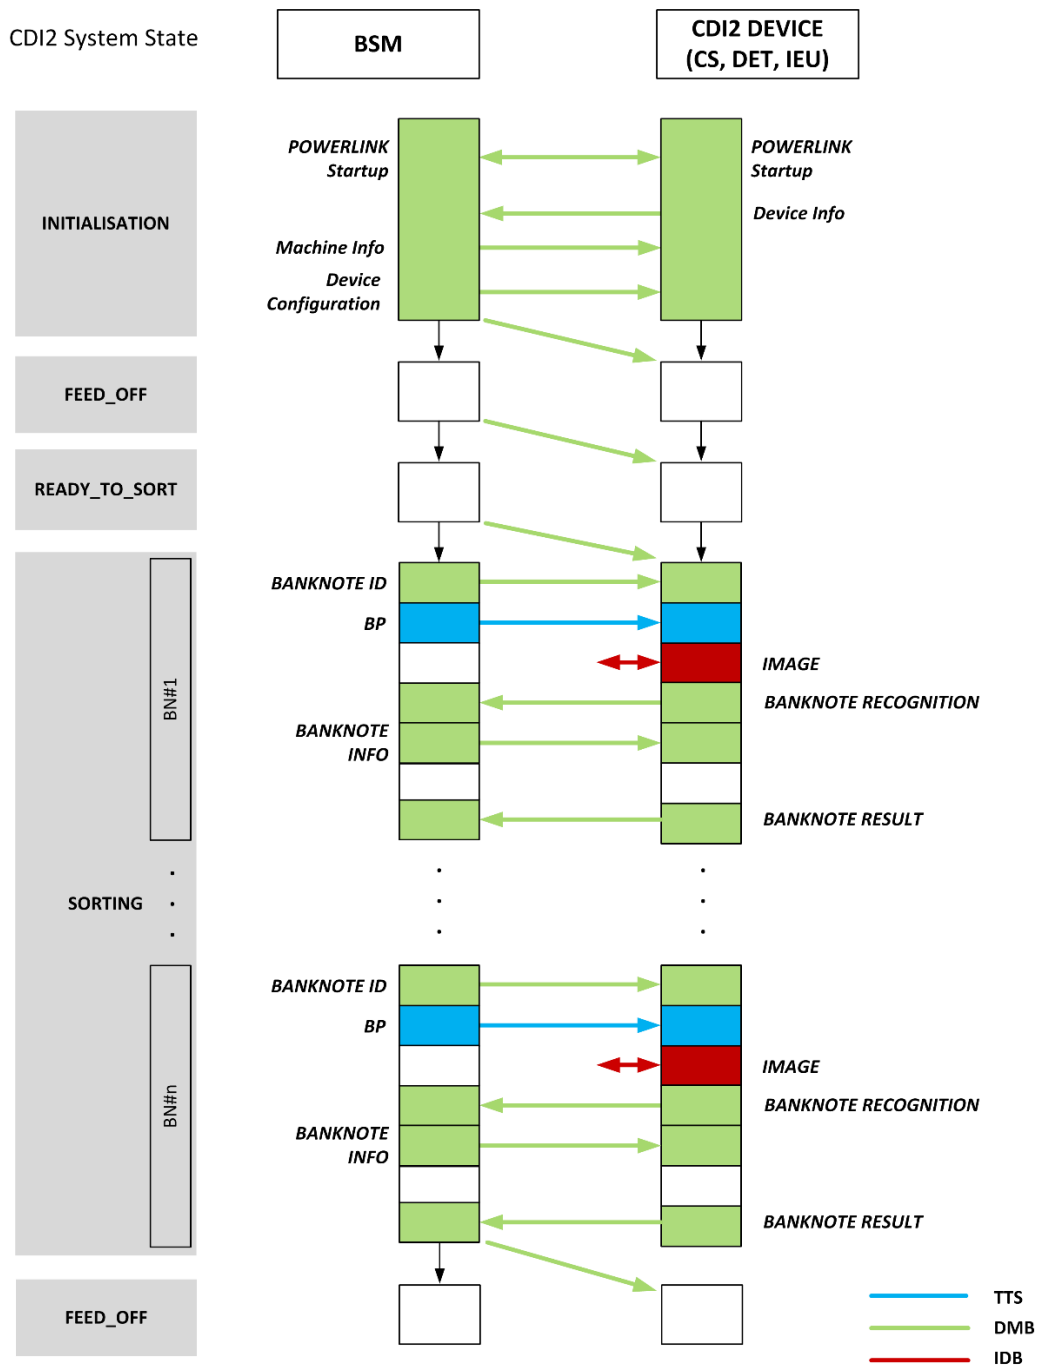 CDI2 System State
BSM
CDI2 DEVICE
(CS, DET, IEU)
INITIALISATION
POWERLINK
Startup
POWERLINK
Startup
Device Info
Machine Info
Device
Configuration
FEED_OFF
READY_TO_SORT
SORTING
BN#1
BANKNOTE ID
BP
IMAGE
BANKNOTE RECOGNITION
BANKNOTE
INFO
BANKNOTE RESULT
BN#n
BANKNOTE ID
BP
IMAGE
BANKNOTE RECOGNITION
BANKNOTE
INFO
BANKNOTE RESULT
FEED_OFF
TTS
DMB
IDB